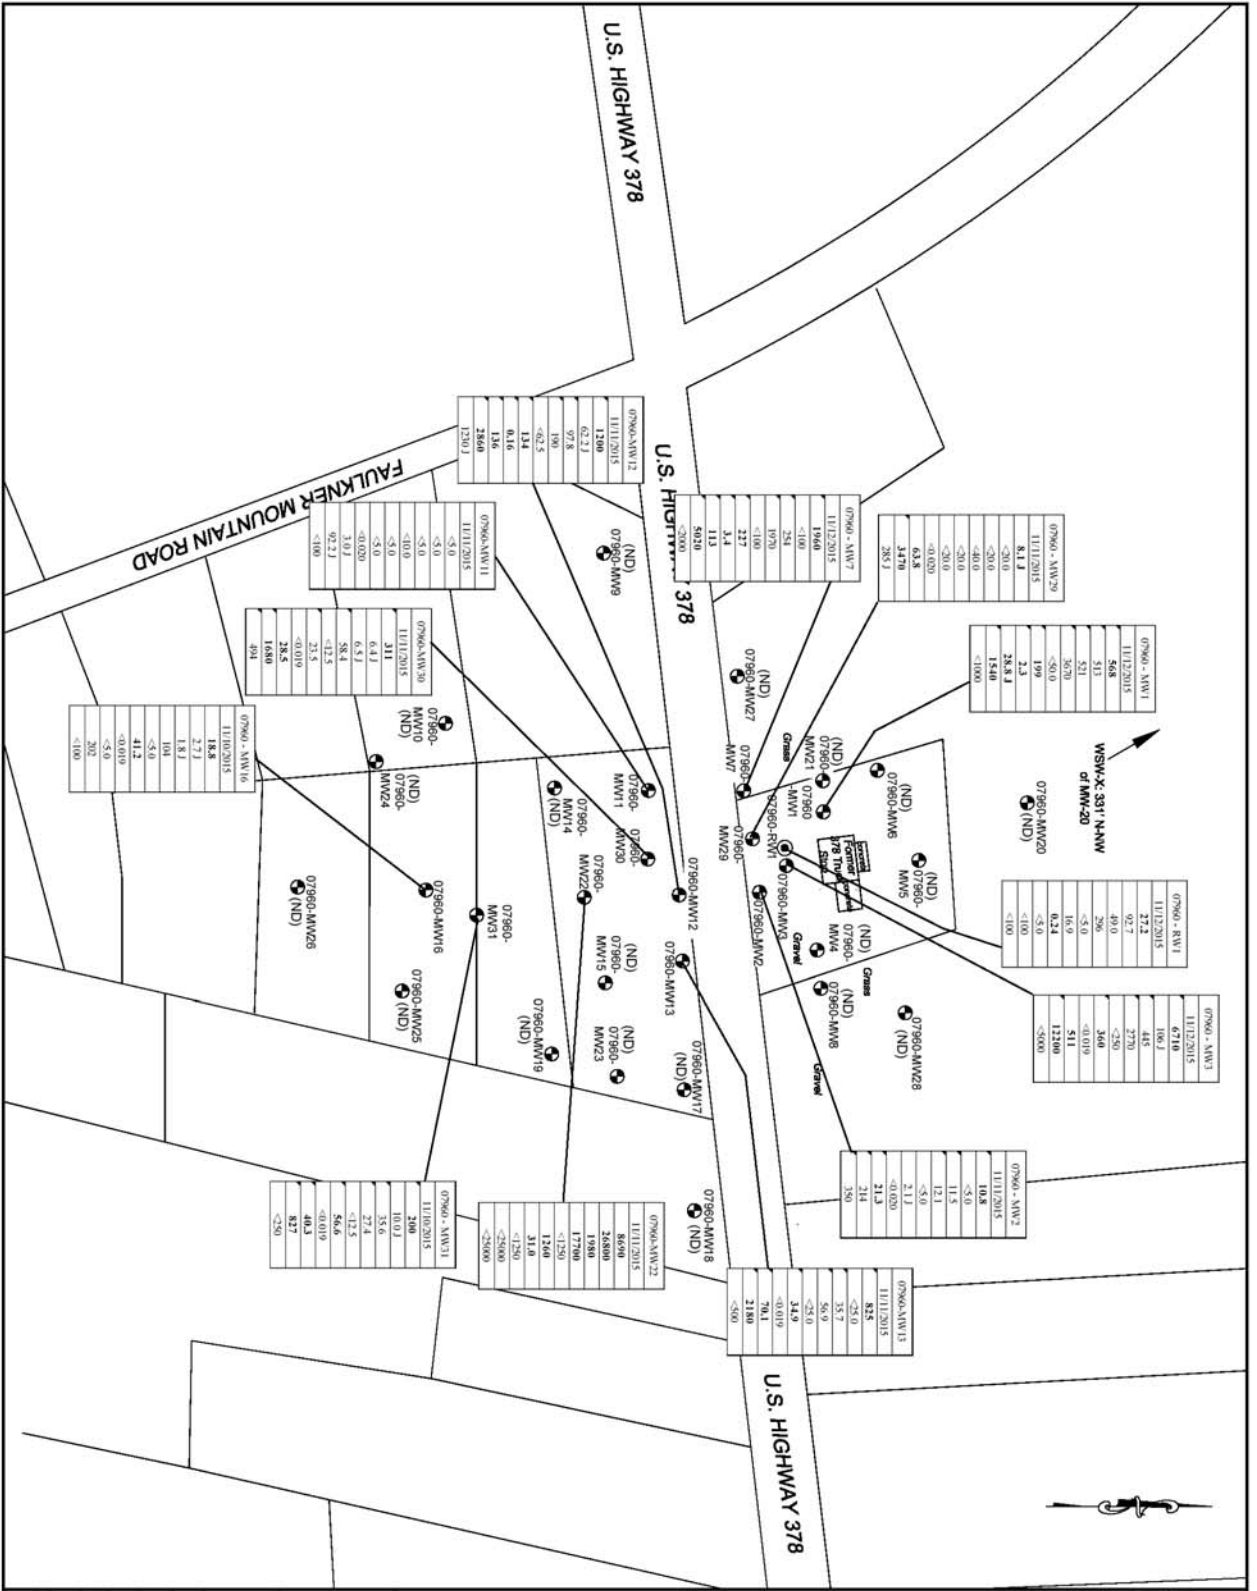 U.S. HIGHWAY 378
U.S. HIGHWAY 378
U.S. HIGHWAY 378
FAULKNER MOUNTAIN ROAD
WSW-X: 331' N-NW
of MW-20
07960-MW20
(ND)
(ND)
07960-MW6
(ND)
07960-
MW5
(ND)
07960-
MW21
07960
-MW1
Grass
Former
378 Truck
Stop
07960-RW1
07960-MW3
07960-
MW7
07960-
MW29
07960-MW2
(ND)
07960-
MW4
Gravel
Grass
(ND)
07960-MW8
07960-MW28
(ND)
Gravel
(ND)
07960-MW27
(ND)
07960-MW9
07960-MW12
07960-MW13
07960-MW17
(ND)
07960-MW18
(ND)
07960-
MW11
07960-
MW30
07960-
MW22
(ND)
07960-
MW15
(ND)
07960-
MW23
07960-
MW14
(ND)
07960-MW19
(ND)
07960-
MW10
(ND)
(ND)
07960-
MW24
07960-
MW31
07960-MW16
07960-MW25
(ND)
07960-MW26
(ND)
07960 - MW1
11/12/2015
568
513
521
3670
<50.0
199
2.3
28.8 J
1540
<1000
07960 - RW1
11/12/2015
27.2
92.7
49.0
296
<5.0
16.9
0.24
<5.0
<100
<100
07960 - MW3
11/12/2015
6710
106 J
445
2770
<250
360
<0.019
511
12200
<5000
07960 - MW29
11/11/2015
8.1 J
<20.0
<20.0
<40.0
<20.0
<20.0
<0.020
63.8
3470
285 J
07960 - MW7
11/12/2015
1960
<100
254
1970
<100
227
3.4
113
5020
<2000
07960-MW12
11/11/2015
1200
62.2 J
97.8
190
<62.5
134
0.16
136
2860
1230 J
07960-MW11
11/11/2015
<5.0
<5.0
<5.0
<10.0
<5.0
<5.0
<0.020
3.0 J
92.2 J
<100
07960-MW30
11/11/2015
311
6.4 J
6.5 J
58.4
<12.5
23.5
<0.019
28.5
1680
494
07960 - MW16
11/10/2015
18.8
2.7 J
1.8 J
104
<5.0
41.2
<0.019
<5.0
202
<100
07960 - MW2
11/11/2015
10.8
<5.0
11.5
12.1
<5.0
2.1 J
<0.020
21.3
214
350
07960-MW13
11/11/2015
825
<25.0
35.7
56.9
<25.0
34.9
<0.019
70.1
2180
<500
07960-MW22
11/11/2015
8690
26800
1980
17700
<1250
1260
31.0
<1250
<25000
<25000
07960 - MW31
11/10/2015
200
10.0 J
35.6
27.4
<12.5
56.6
<0.019
40.3
827
<250